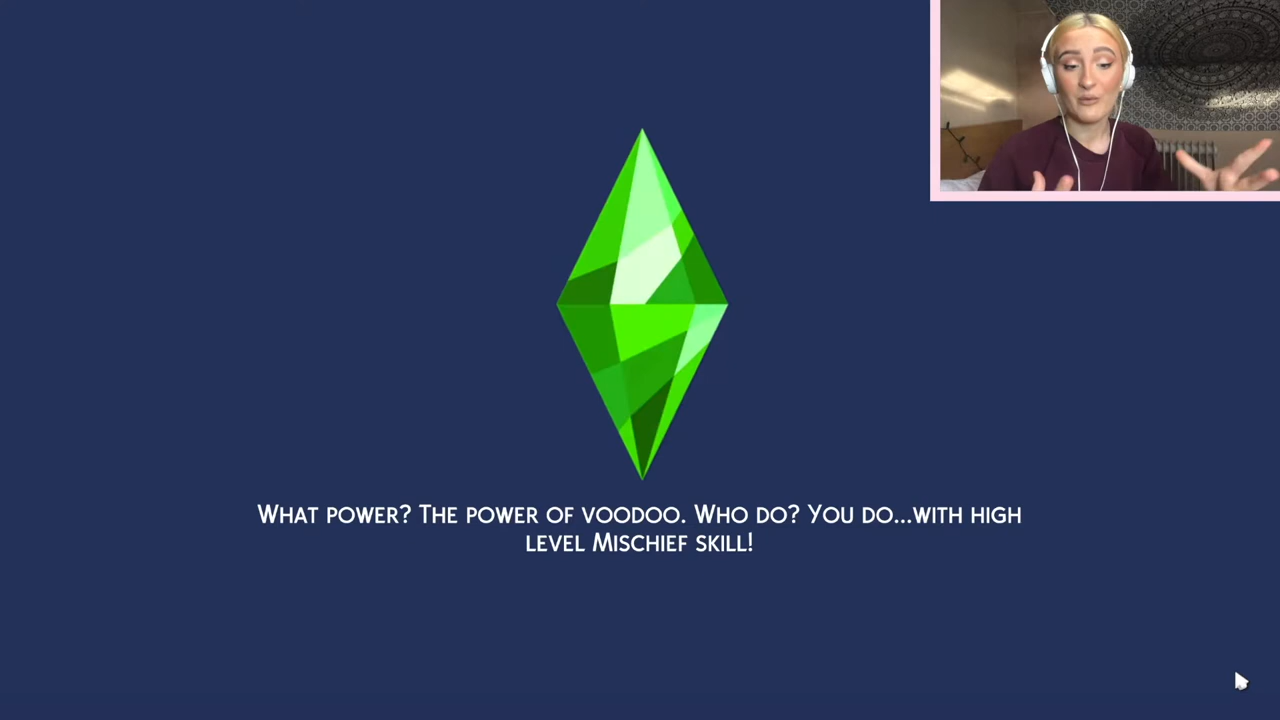 What power? The power of voodoo. Who do? You do...with high
level Mischief skill!